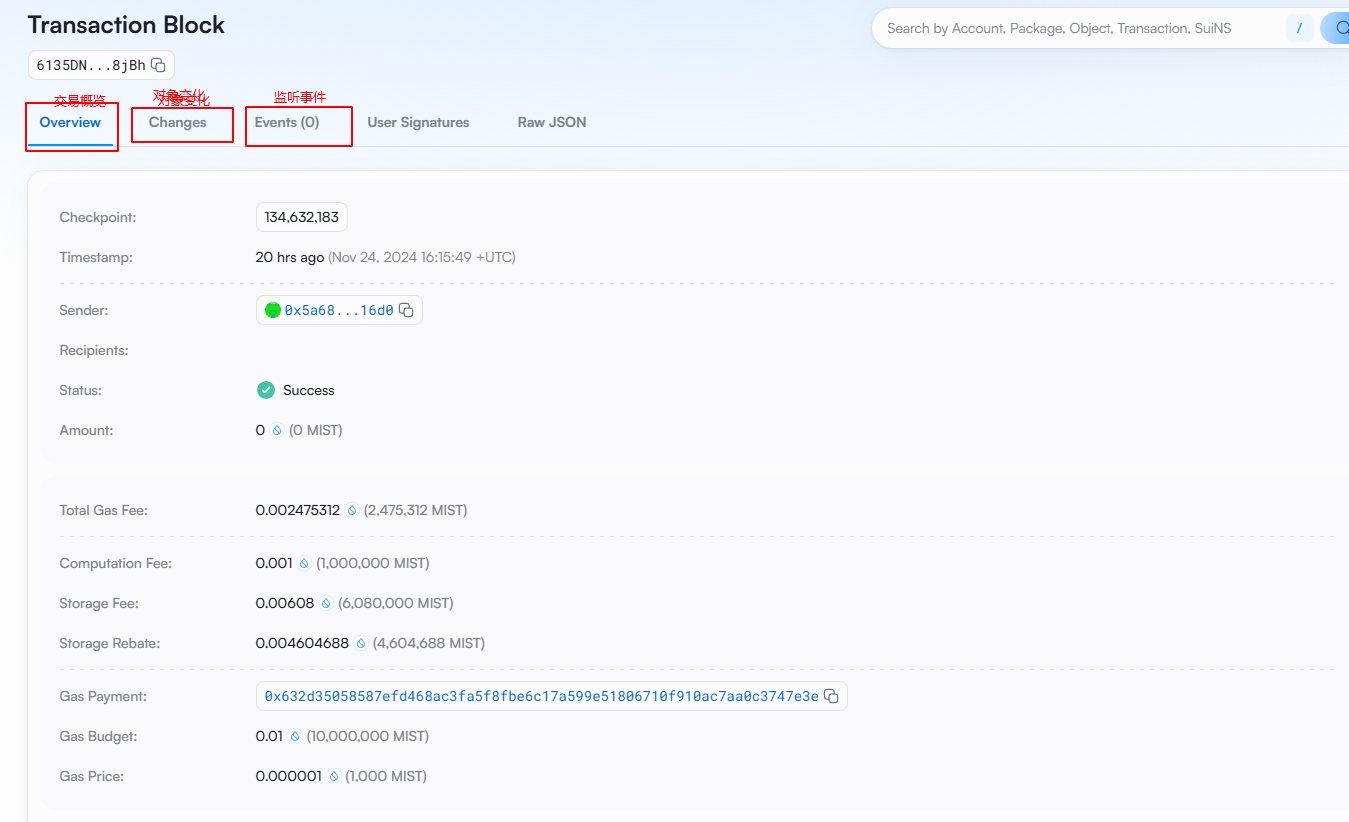 Transaction Block
Search by Account, Package, Object, Transaction, SuiNS /
6135DN...8jBh
交易概览 对象变化 对象变化 监听事件
Overview Changes Events (0) User Signatures Raw JSON
Checkpoint: 134,632,183
Timestamp: 20 hrs ago (Nov 24, 2024 16:15:49 +UTC)
Sender: 0x5a68...16d0
Recipients:
Status: Success
Amount: 0 (0 MIST)
Total Gas Fee: 0.002475312 (2,475,312 MIST)
Computation Fee: 0.001 (1,000,000 MIST)
Storage Fee: 0.00608 (6,080,000 MIST)
Storage Rebate: 0.004604688 (4,604,688 MIST)
Gas Payment: 0x632d35058587efd468ac3fa5f8fbe6c17a599e51806710f910ac7aa0c3747e3e
Gas Budget: 0.01 (10,000,000 MIST)
Gas Price: 0.000001 (1,000 MIST)